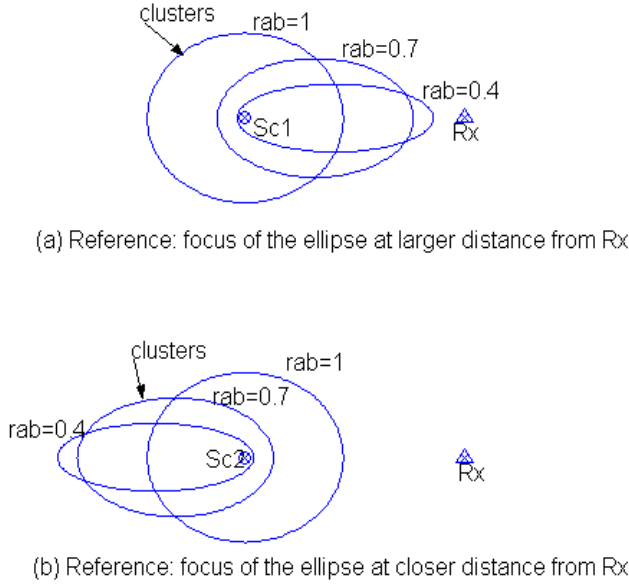 clusters
rab=1
rab=0.7
rab=0.4
Sc1
Rx
(a) Reference: focus of the ellipse at larger distance from Rx
clusters
rab=1
rab=0.7
rab=0.4
Sc2
Rx
(b) Reference: focus of the ellipse at closer distance from Rx